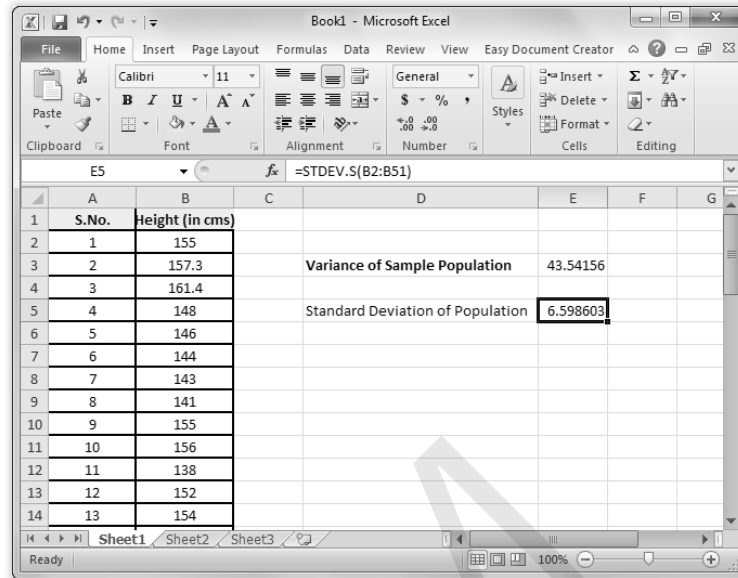 Book1 - Microsoft Excel
File Home Insert Page Layout Formulas Data Review View Easy Document Creator
Paste
Clipboard
Calibri 11
B I U A A
A
Font
Alignment
General
$ % ,
.0 .00 .00 .0
Number
A
Styles
Insert
Delete
Format
Cells
Σ
Editing
E5 fx =STDEV.S(B2:B51)
A B C D E F G
1 S.No. Height (in cms)
2 1 155
3 2 157.3 Variance of Sample Population 43.54156
4 3 161.4
5 4 148 Standard Deviation of Population 6.598603
6 5 146
7 6 144
8 7 143
9 8 141
10 9 155
11 10 156
12 11 138
13 12 152
14 13 154
Sheet1 Sheet2 Sheet3
Ready 100%